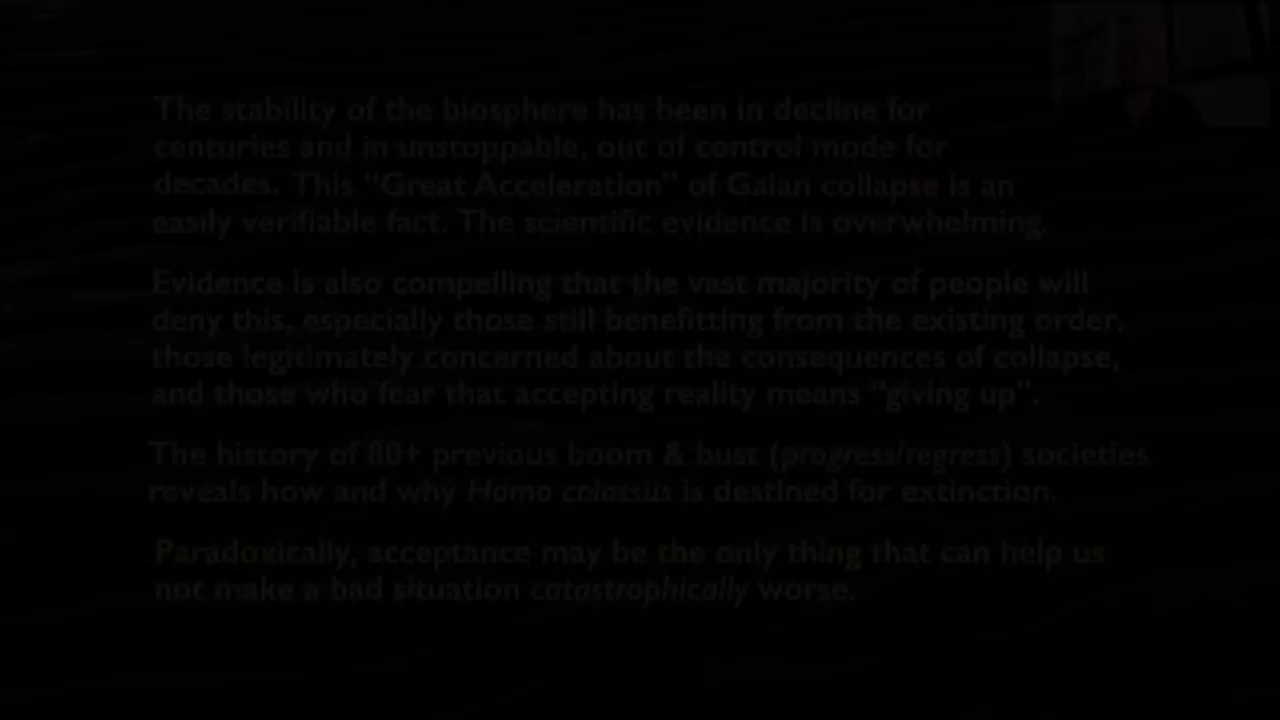 The stability of the biosphere has been in decline for
centuries and in unstoppable, out of control mode for
decades. This "Great Acceleration" of Gaian collapse is an
easily verifiable fact. The scientific evidence is overwhelming.
Evidence is also compelling that the vast majority of people will
deny this, especially those still benefitting from the existing order,
those legitimately concerned about the consequences of collapse,
and those who fear that accepting reality means "giving up".
The history of 80+ previous boom & bust (progress/regress) societies
reveals how and why Homo colossus is destined for extinction.
Paradoxically, acceptance may be the only thing that can help us
not make a bad situation catastrophically worse.